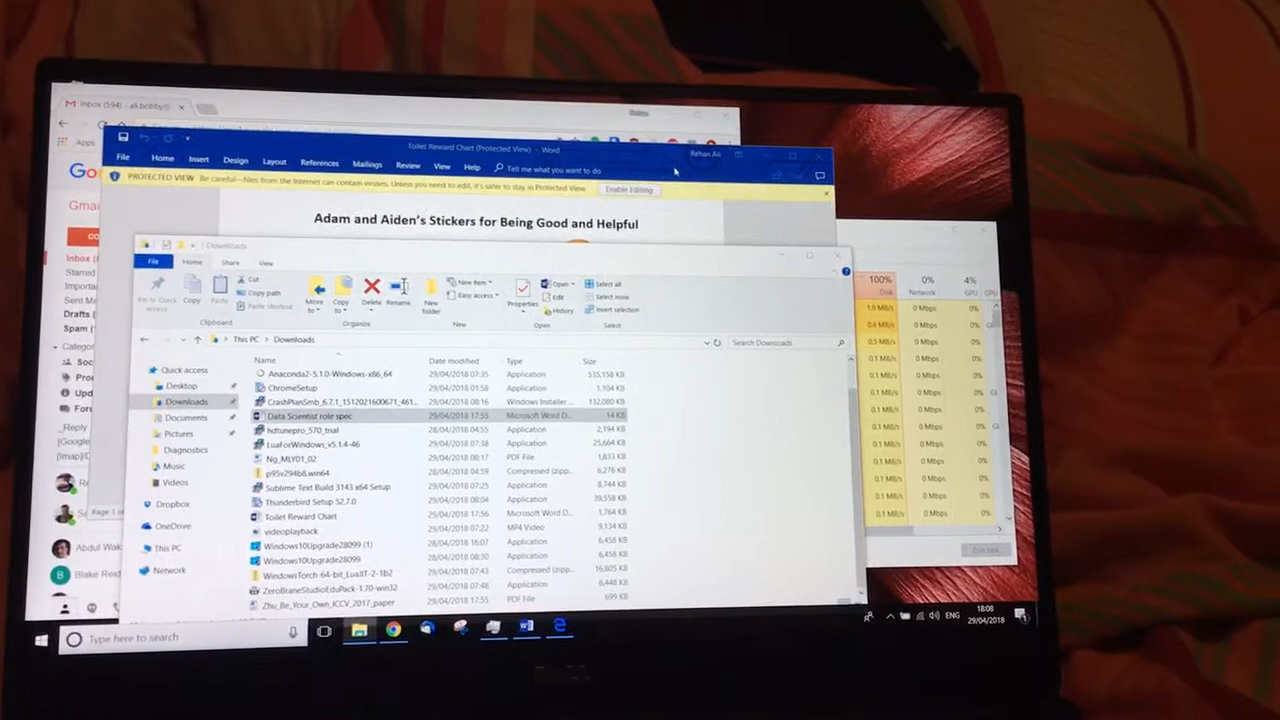 Inbox (594) - ali.bobby@
Apps
Toilet Reward Chart (Protected View) - Word
Rehan Ali
File Home Insert Design Layout References Mailings Review View Help Tell me what you want to do
PROTECTED VIEW Be careful—files from the Internet can contain viruses. Unless you need to edit, it's safer to stay in Protected View. Enable Editing
Adam and Aiden's Stickers for Being Good and Helpful
Go
Gma
CO
Inbox (
Starred
Importa
Sent Ma
Drafts (
Spam (
Categor
Soc
Pro
Upd
For
_Reply
[Google
[Imap]/D
Abdul Wak
Blake Reid
Page 1 of
Downloads
File Home Share View
Pin to Quick access
Copy
Paste
Cut
Copy path
Paste shortcut
Clipboard
Move to
Copy to
Delete
Rename
Organize
New folder
New item
Easy access
New
Properties
Open
Edit
History
Open
Select all
Select none
Invert selection
Select
This PC > Downloads
Search Downloads
Name Date modified Type Size
Quick access
Desktop
Downloads
Documents
Pictures
Diagnostics
Music
Videos
Dropbox
OneDrive
This PC
Network
Anaconda2-5.1.0-Windows-x86_64 29/04/2018 07:35 Application 535,158 KB
ChromeSetup 29/04/2018 01:58 Application 1,104 KB
CrashPlanSmb_6.7.1_1512021600671_461... 29/04/2018 08:16 Windows Installer ... 132,080 KB
Data Scientist role spec 29/04/2018 17:55 Microsoft Word D... 14 KB
hdtunepro_570_trial 28/04/2018 04:55 Application 2,194 KB
LuaForWindows_v5.1.4-46 29/04/2018 07:38 Application 25,664 KB
Ng_MLY01_02 29/04/2018 08:17 PDF File 1,833 KB
p95v294b8.win64 28/04/2018 04:59 Compressed (zipp... 6,276 KB
Sublime Text Build 3143 x64 Setup 29/04/2018 07:46 Application 8,744 KB
Thunderbird Setup 52.7.0 29/04/2018 08:04 Application 39,558 KB
Toilet Reward Chart 29/04/2018 17:56 Microsoft Word D... 1,764 KB
videoplayback 29/04/2018 07:22 MP4 Video 9,134 KB
Windows10Upgrade28099 (1) 28/04/2018 16:07 Application 6,458 KB
Windows10Upgrade28099 28/04/2018 08:30 Application 6,458 KB
WindowsTorch-64-bit_LuaJIT-2-1-b2 29/04/2018 07:43 Compressed (zipp... 16,805 KB
ZeroBraneStudioEduPack-1.70-win32 29/04/2018 07:48 Application 6,448 KB
Zhu_Be_Your_Own_ICCV_2017_paper 29/04/2018 17:55 PDF File 699 KB
100% 0% 4%
Disk Network GPU GPU
1.9 MB/s 0 Mbps 0%
0.6 MB/s 0 Mbps 0%
0.5 MB/s 0 Mbps 0%
0.1 MB/s 0 Mbps 0%
0.1 MB/s 0 Mbps 0%
0.1 MB/s 0 Mbps 0%
0.1 MB/s 0 Mbps 0%
0.1 MB/s 0 Mbps 0%
0.1 MB/s 0 Mbps 0%
0.1 MB/s 0 Mbps 0%
0.1 MB/s 0 Mbps 0%
0.1 MB/s 0 Mbps 0%
0.1 MB/s 0 Mbps 0%
End task
Type here to search
ENG
18:08
29/04/2018